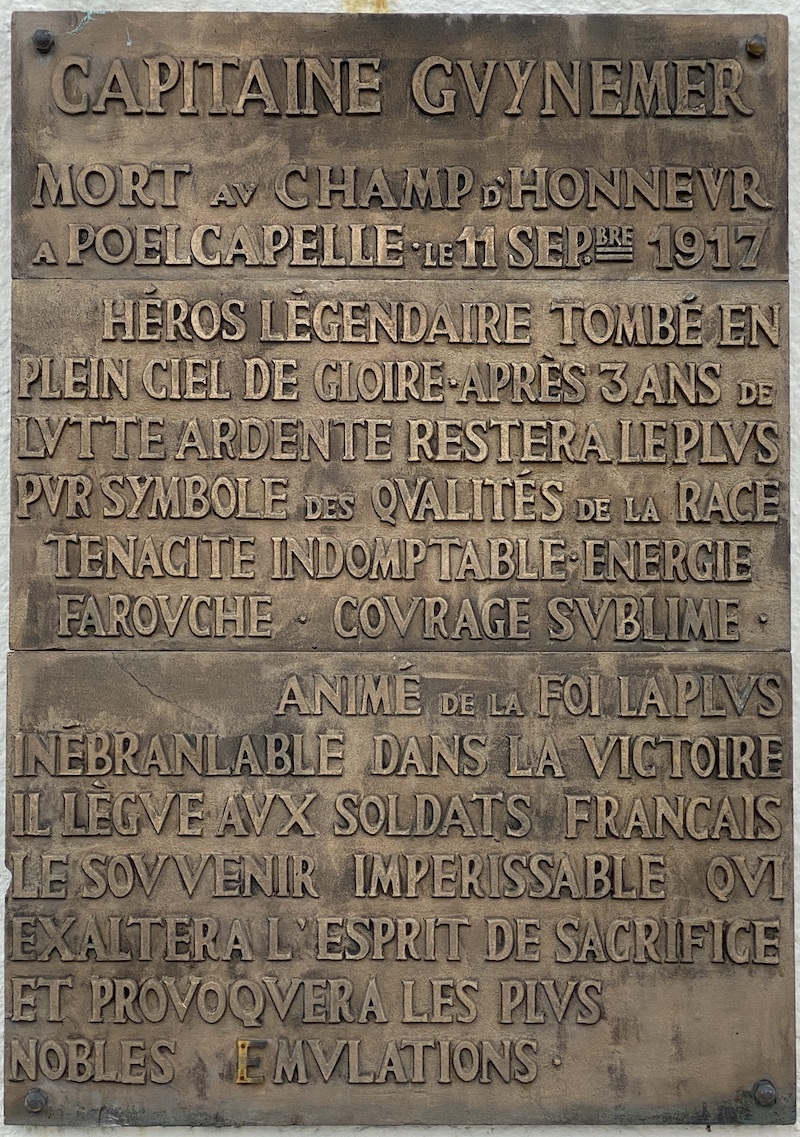 CAPITAINE GVYNEMER
MORT AV CHAMP D'HONNEVR
A POELCAPELLE · LE 11 SEP.BRE 1917
HÉROS LÉGENDAIRE TOMBÉ EN
PLEIN CIEL DE GLOIRE · APRÈS 3 ANS DE
LVTTE ARDENTE RESTERA LE PLVS
PVR SYMBOLE DES QVALITÉS DE LA RACE
TENACITE INDOMPTABLE · ENERGIE
FAROVCHE · COVRAGE SVBLIME ·
ANIMÉ DE LA FOI LA PLVS
INÉBRANLABLE DANS LA VICTOIRE
IL LÈGVE AVX SOLDATS FRANCAIS
LE SOVVENIR IMPERISSABLE QVI
EXALTERA L'ESPRIT DE SACRIFICE
ET PROVOQVERA LES PLVS
NOBLES EMVLATIONS ·